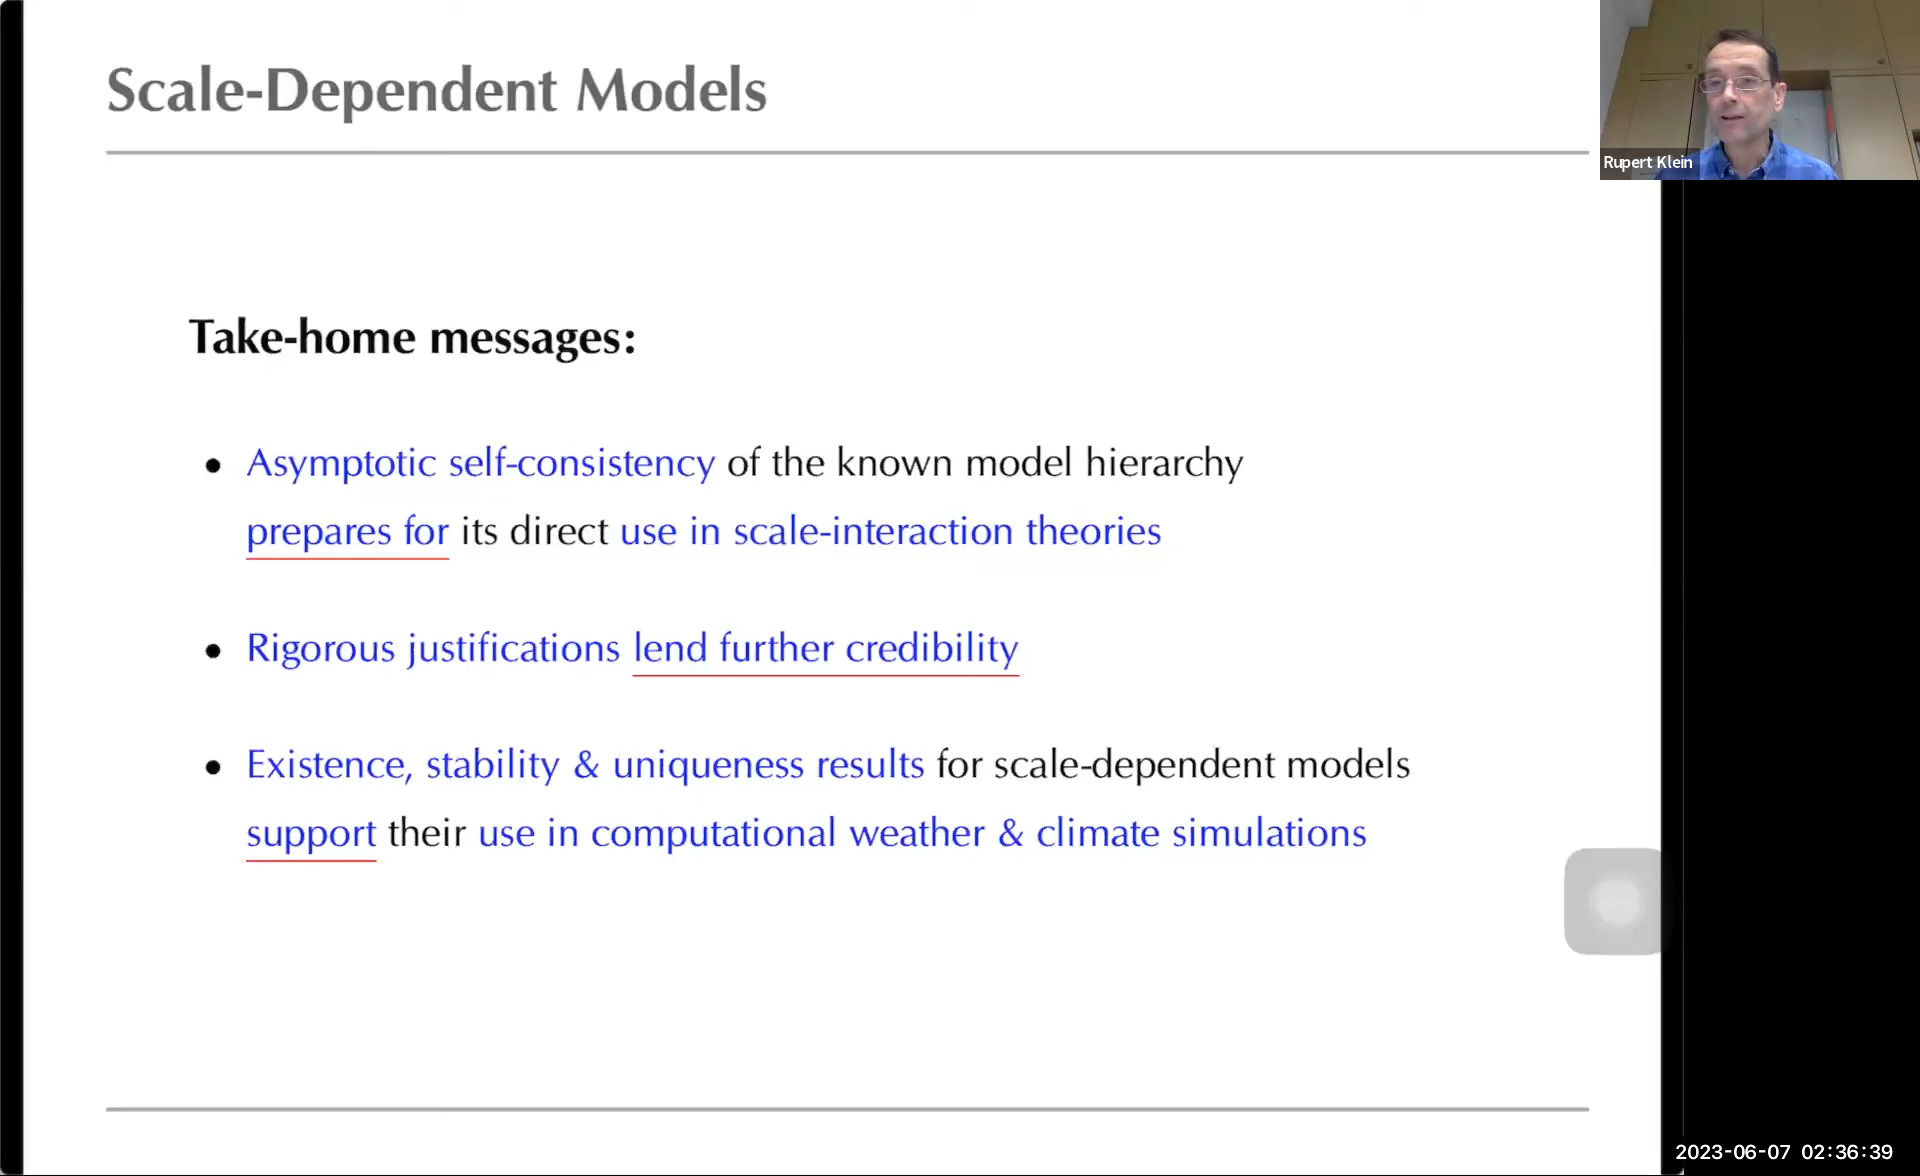 Scale-Dependent Models
Rupert Klein
Take-home messages:
• Asymptotic self-consistency of the known model hierarchy
prepares for its direct use in scale-interaction theories
• Rigorous justifications lend further credibility
• Existence, stability & uniqueness results for scale-dependent models
support their use in computational weather & climate simulations
2023-06-07 02:36:39